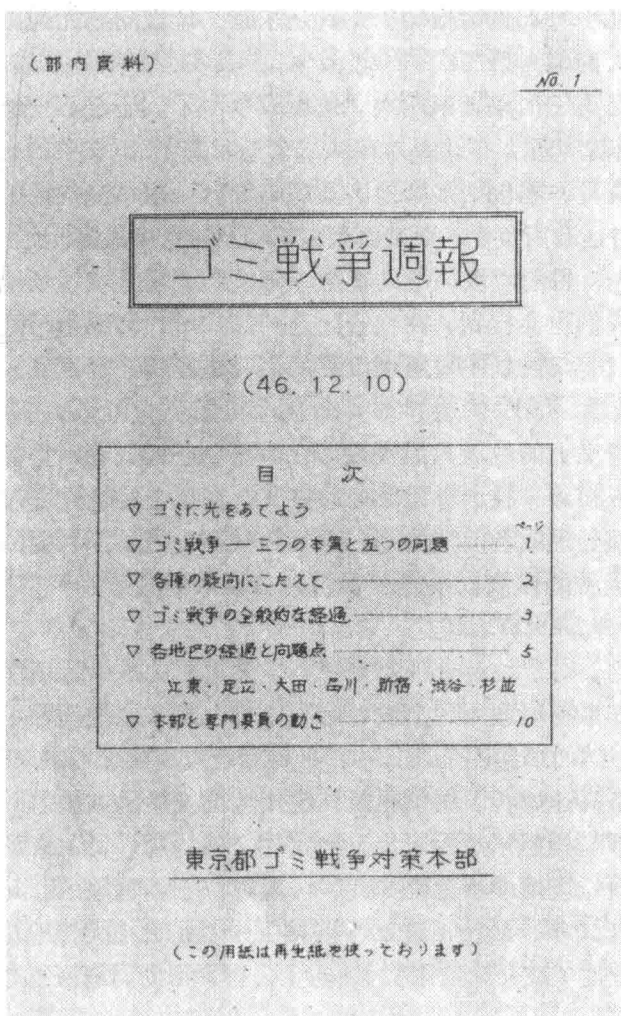 (部内資料)
No. 1
ゴミ戦爭週報
(46. 12. 10)
目 次
▽ ゴミに光をあてよう
ページ
▽ ゴミ戦争 ― 三つの本質と五つの問題 1
▽ 各種の疑问にこたえて 2
▽ ゴミ戦争の全般的な経過 3
▽ 各地区の経過と问題点 5
江東・足立・大田・品川・新宿・渋谷・杉並
▽ 本部と専門委員の動き 10
東京都ゴミ戦争対策本部
(この用紙は再生紙を使っております)